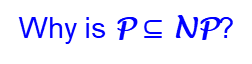 Why is 𝓟 ⊆ 𝓝𝓟?